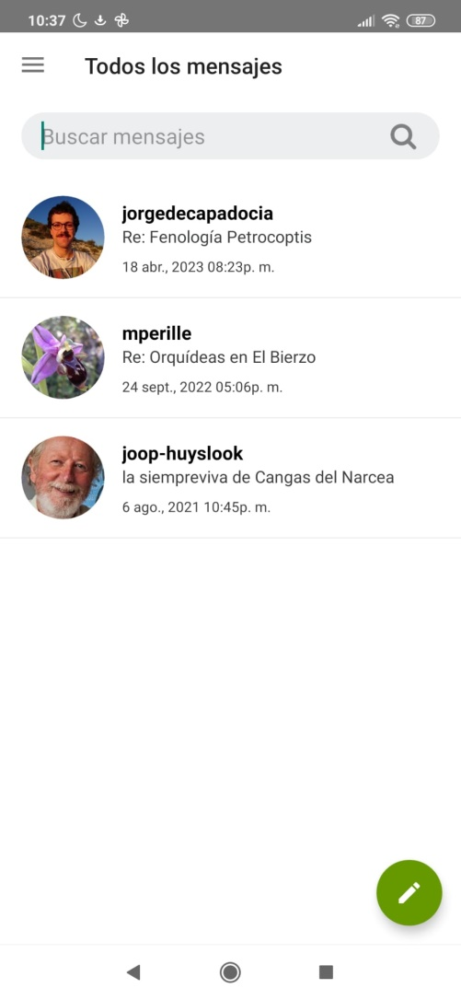 10:37
87
Todos los mensajes
Buscar mensajes
jorgedecapadocia
Re: Fenología Petrocoptis
18 abr., 2023 08:23p. m.
mperille
Re: Orquídeas en El Bierzo
24 sept., 2022 05:06p. m.
joop-huyslook
la siempreviva de Cangas del Narcea
6 ago., 2021 10:45p. m.